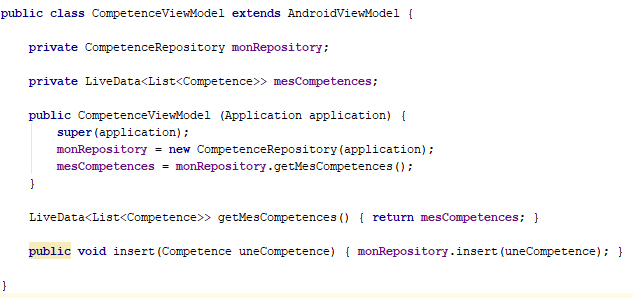 public class CompetenceViewModel extends AndroidViewModel {
private CompetenceRepository monRepository;
private LiveData<List<Competence>> mesCompetences;
public CompetenceViewModel (Application application) {
super(application);
monRepository = new CompetenceRepository(application);
mesCompetences = monRepository.getMesCompetences();
}
LiveData<List<Competence>> getMesCompetences() { return mesCompetences; }
public void insert(Competence uneCompetence) { monRepository.insert(uneCompetence); }
}